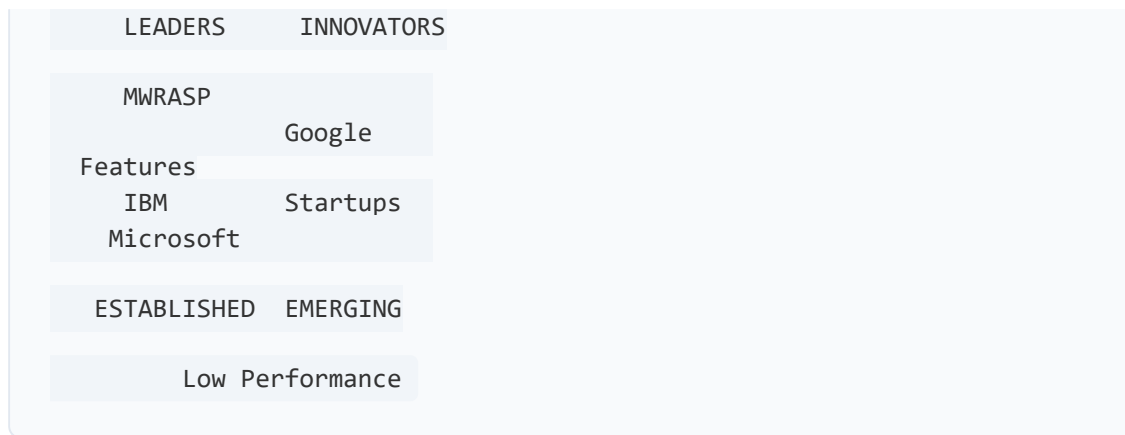 LEADERS INNOVATORS
MWRASP
Google
Features
IBM Startups
Microsoft
ESTABLISHED EMERGING
Low Performance